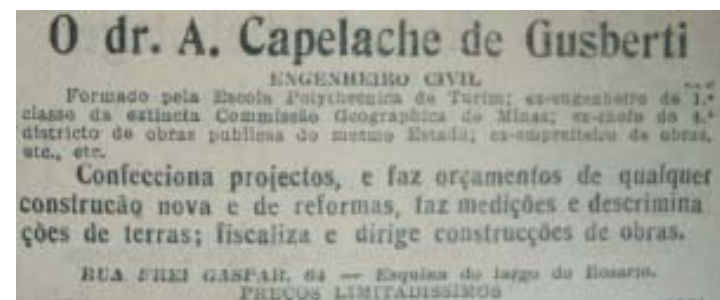 O dr. A. Capelache de Gusberti
ENGENHEIRO CIVIL
Formado pela Escola Polytechnica de Turim; ex-engenheiro de 1.ª
classe da extincta Commissão Geographica de Minas; ex-chefe do 4.º
districto de obras publicas do mesmo Estado; ex-empreiteiro de obras,
etc., etc.
Confecciona projectos, e faz orçamentos de qualquer
construcão nova e de reformas, faz medições e descrimina
ções de terras; fiscaliza e dirige construcções de obras.
RUA FREI GASPAR, 64 — Esquina do largo do Rosario.
PREÇOS LIMITADISSIMOS